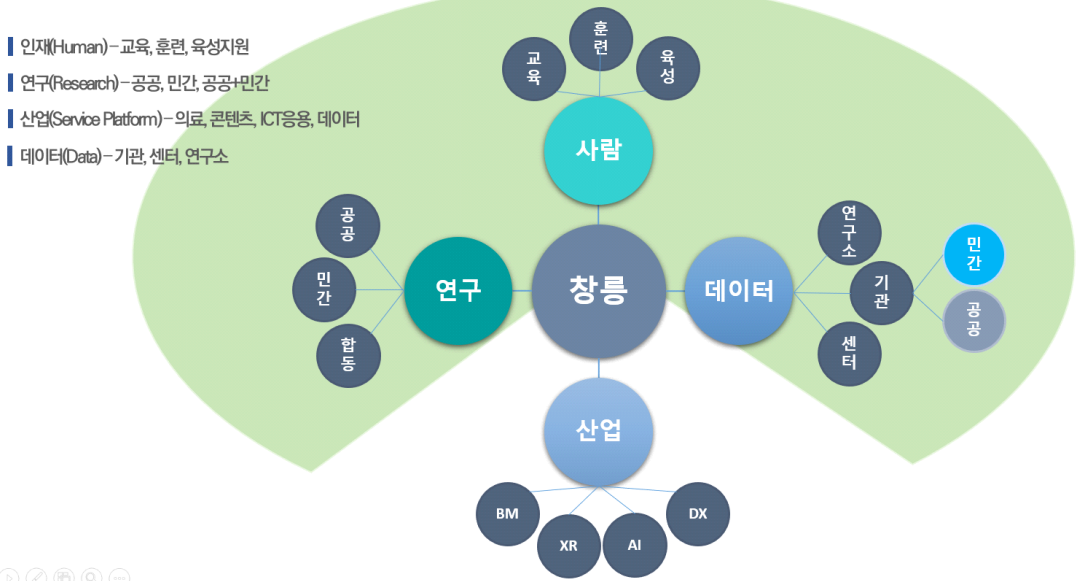 인재(Human) – 교육, 훈련, 육성지원
연구(Research) – 공공, 민간, 공공+민간
산업(Service Platform) – 의료, 콘텐츠, ICT응용, 데이터
데이터(Data) – 기관, 센터, 연구소
교육
훈련
육성
사람
공공
민간
합동
연구
창릉
데이터
연구소
기관
센터
민간
공공
산업
BM
XR
AI
DX